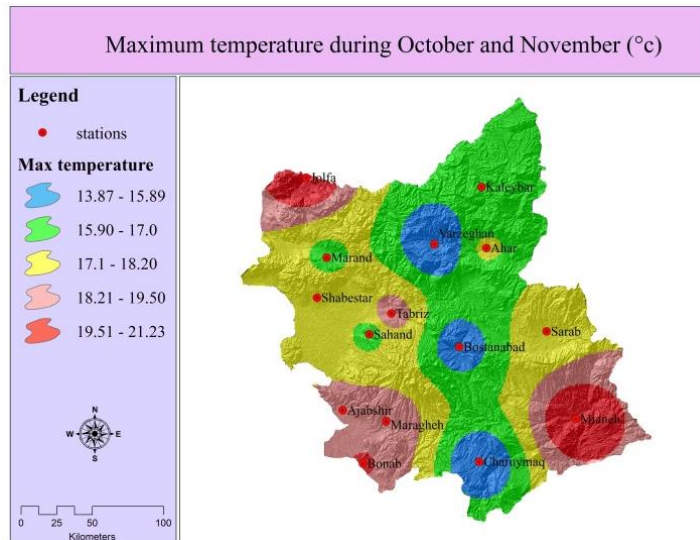 Maximum temperature during October and November (°c)
Legend
stations
Max temperature
13.87 - 15.89
15.90 - 17.0
17.1 - 18.20
18.21 - 19.50
19.51 - 21.23
N
W E
S
0 25 50 100
Kilometers
Jolfa
Kaleybar
Varzeghan
Ahar
Marand
Shabestar
Tabriz
Sahand
Sarab
Bostanabad
Ajabshir
Maragheh
Mianeh
Bonab
Charuymaq